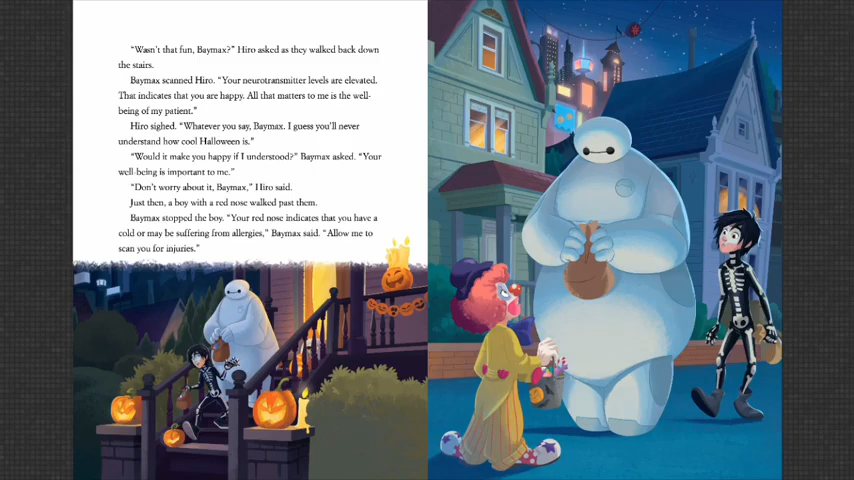 “Wasn’t that fun, Baymax?” Hiro asked as they walked back down
the stairs.
Baymax scanned Hiro. “Your neurotransmitter levels are elevated.
That indicates that you are happy. All that matters to me is the well-
being of my patient.”
Hiro sighed. “Whatever you say, Baymax. I guess you’ll never
understand how cool Halloween is.”
“Would it make you happy if I understood?” Baymax asked. “Your
well-being is important to me.”
“Don’t worry about it, Baymax,” Hiro said.
Just then, a boy with a red nose walked past them.
Baymax stopped the boy. “Your red nose indicates that you have a
cold or may be suffering from allergies,” Baymax said. “Allow me to
scan you for injuries.”